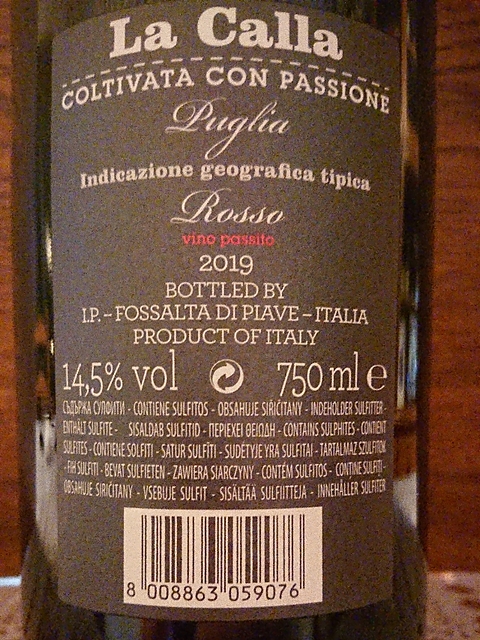 La Calla
COLTIVATA CON PASSIONE
Puglia
Indicazione geografica tipica
Rosso
vino passito
2019
BOTTLED BY
I.P. – FOSSALTA DI PIAVE – ITALIA
PRODUCT OF ITALY
14,5% vol 750 ml e
СЪДЪРЖА СУЛФИТИ - CONTIENE SULFITOS - OBSAHUJE SIŘIČITANY - INDEHOLDER SULFITTER -
ENTHÄLT SULFITE - SISALDAB SULFITID - ΠΕΡΙΕΧΕΙ ΘΕΙΩΔΗ - CONTAINS SULPHITES - CONTIENT
SULFITES - CONTIENE SOLFITI - SATUR SULFĪTI - SUDĖTYJE YRA SULFITAI - TARTALMAZ SZULFITOK
- FIH SULFITI - BEVAT SULFIETEN - ZAWIERA SIARCZYNY - CONTÉM SULFITOS - CONTINE SULFITI -
OBSAHUJE SIRIČITANY - VSEBUJE SULFIT - SISÄLTÄÄ SULFIITTEJA - INNEHÅLLER SULFITER
8 008863 059076